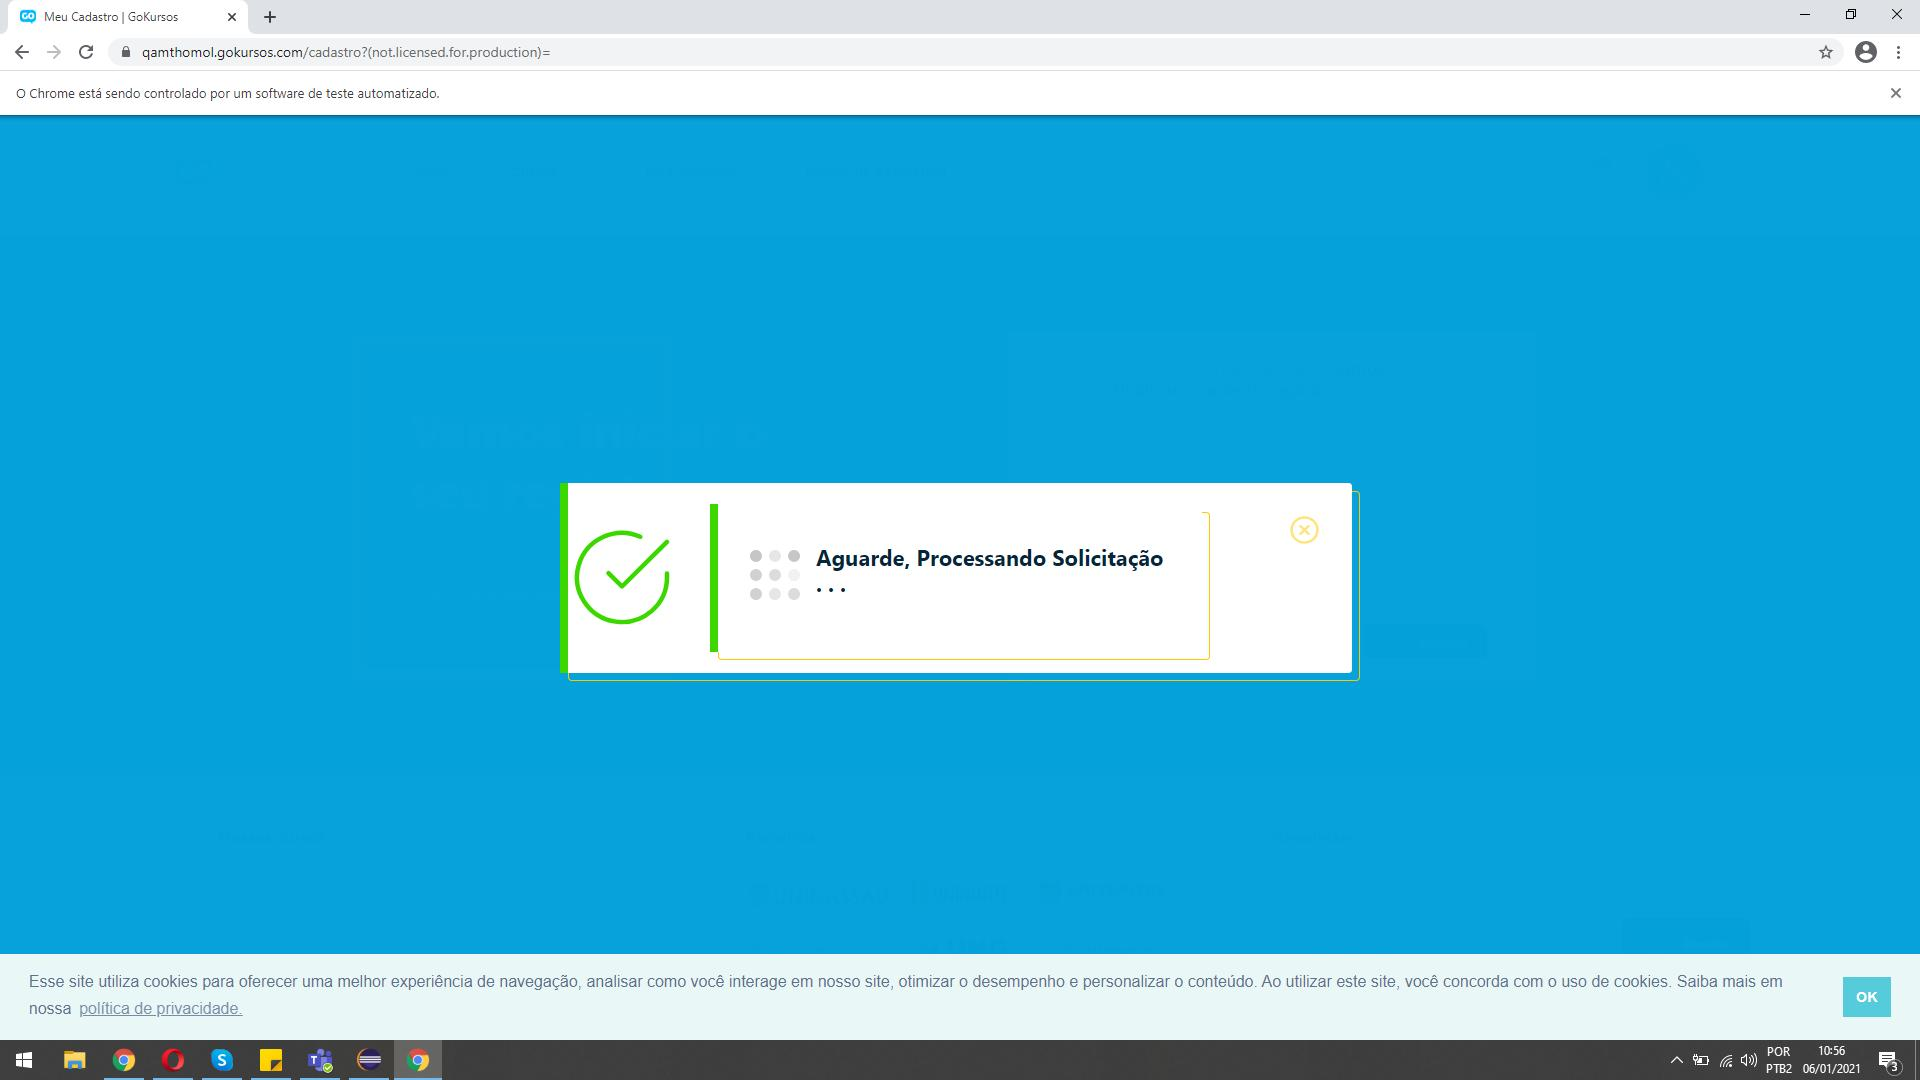 Meu Cadastro | GoKursos
qamthomol.gokursos.com/cadastro?(not.licensed.for.production)=
O Chrome está sendo controlado por um software de teste automatizado.
Aguarde, Processando Solicitação
. . .
Esse site utiliza cookies para oferecer uma melhor experiência de navegação, analisar como você interage em nosso site, otimizar o desempenho e personalizar o conteúdo. Ao utilizar este site, você concorda com o uso de cookies. Saiba mais em
nossa política de privacidade.
OK
POR
PTB2
10:56
06/01/2021
3